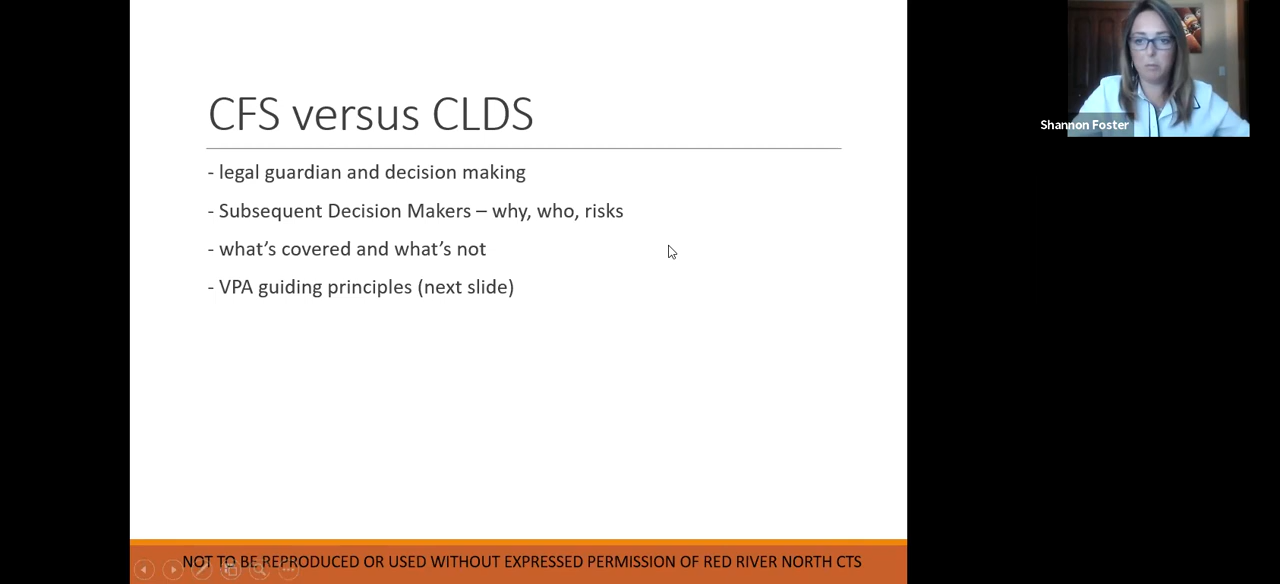 CFS versus CLDS
- legal guardian and decision making
- Subsequent Decision Makers – why, who, risks
- what's covered and what's not
- VPA guiding principles (next slide)
NOT TO BE REPRODUCED OR USED WITHOUT EXPRESSED PERMISSION OF RED RIVER NORTH CTS
Shannon Foster